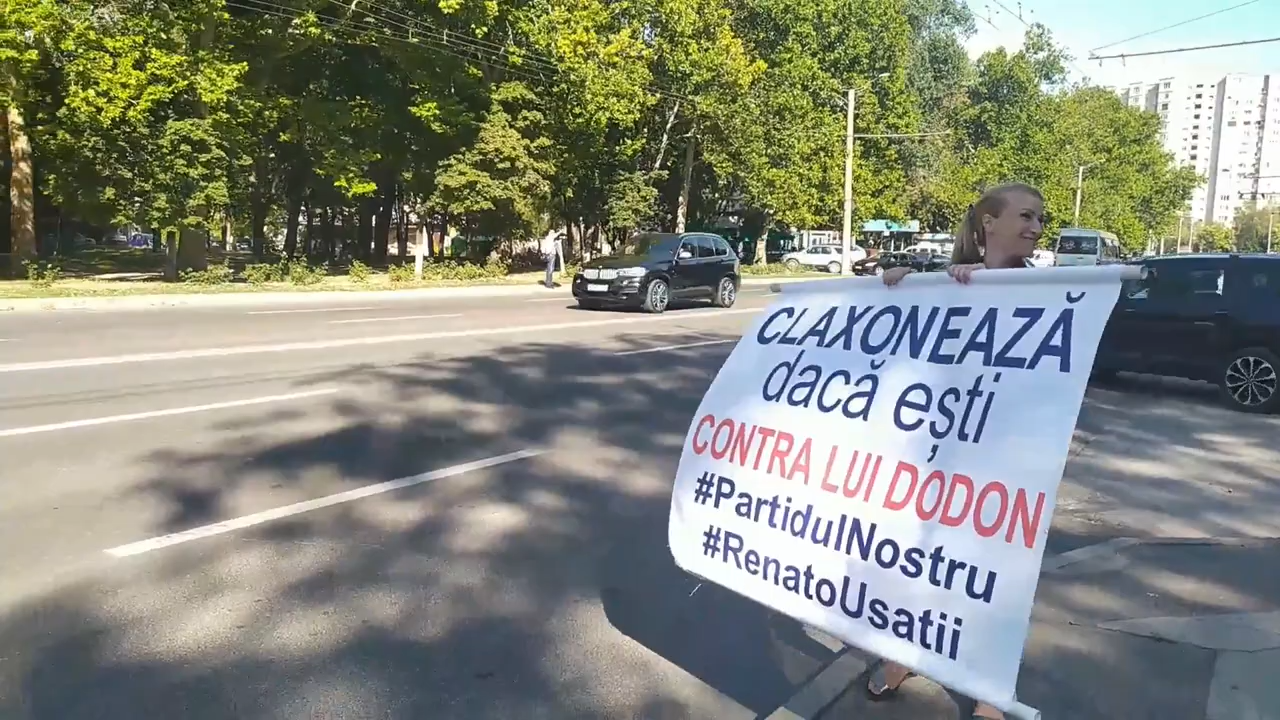 CLAXONEAZĂ
dacă ești
CONTRA LUI DODON
#PartidulNostru
#RenatoUsatii